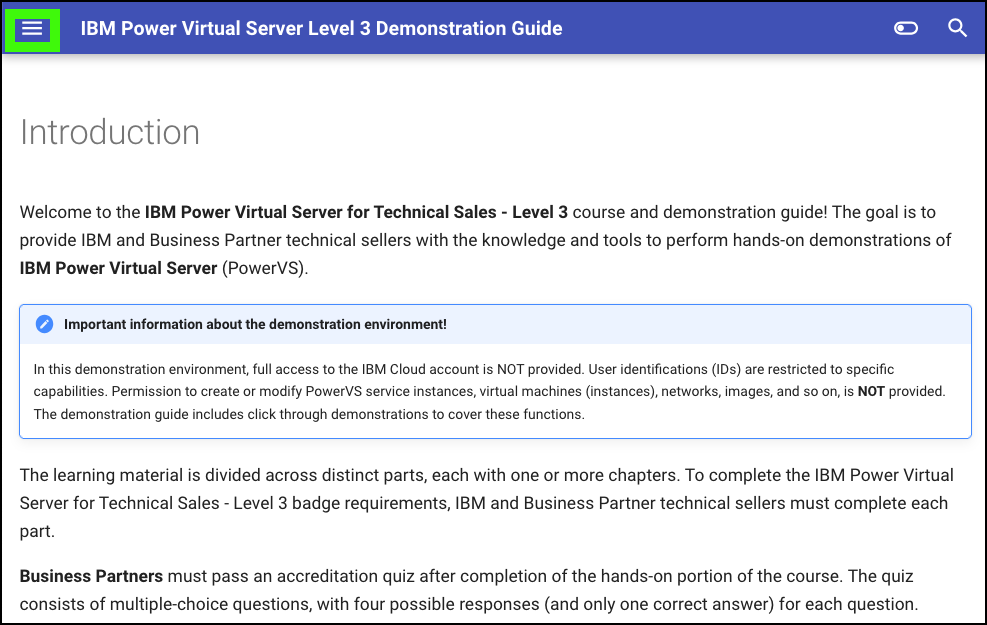 IBM Power Virtual Server Level 3 Demonstration Guide
Introduction
Welcome to the IBM Power Virtual Server for Technical Sales - Level 3 course and demonstration guide! The goal is to
provide IBM and Business Partner technical sellers with the knowledge and tools to perform hands-on demonstrations of
IBM Power Virtual Server (PowerVS).
Important information about the demonstration environment!
In this demonstration environment, full access to the IBM Cloud account is NOT provided. User identifications (IDs) are restricted to specific
capabilities. Permission to create or modify PowerVS service instances, virtual machines (instances), networks, images, and so on, is NOT provided.
The demonstration guide includes click through demonstrations to cover these functions.
The learning material is divided across distinct parts, each with one or more chapters. To complete the IBM Power Virtual
Server for Technical Sales - Level 3 badge requirements, IBM and Business Partner technical sellers must complete each
part.
Business Partners must pass an accreditation quiz after completion of the hands-on portion of the course. The quiz
consists of multiple-choice questions, with four possible responses (and only one correct answer) for each question.